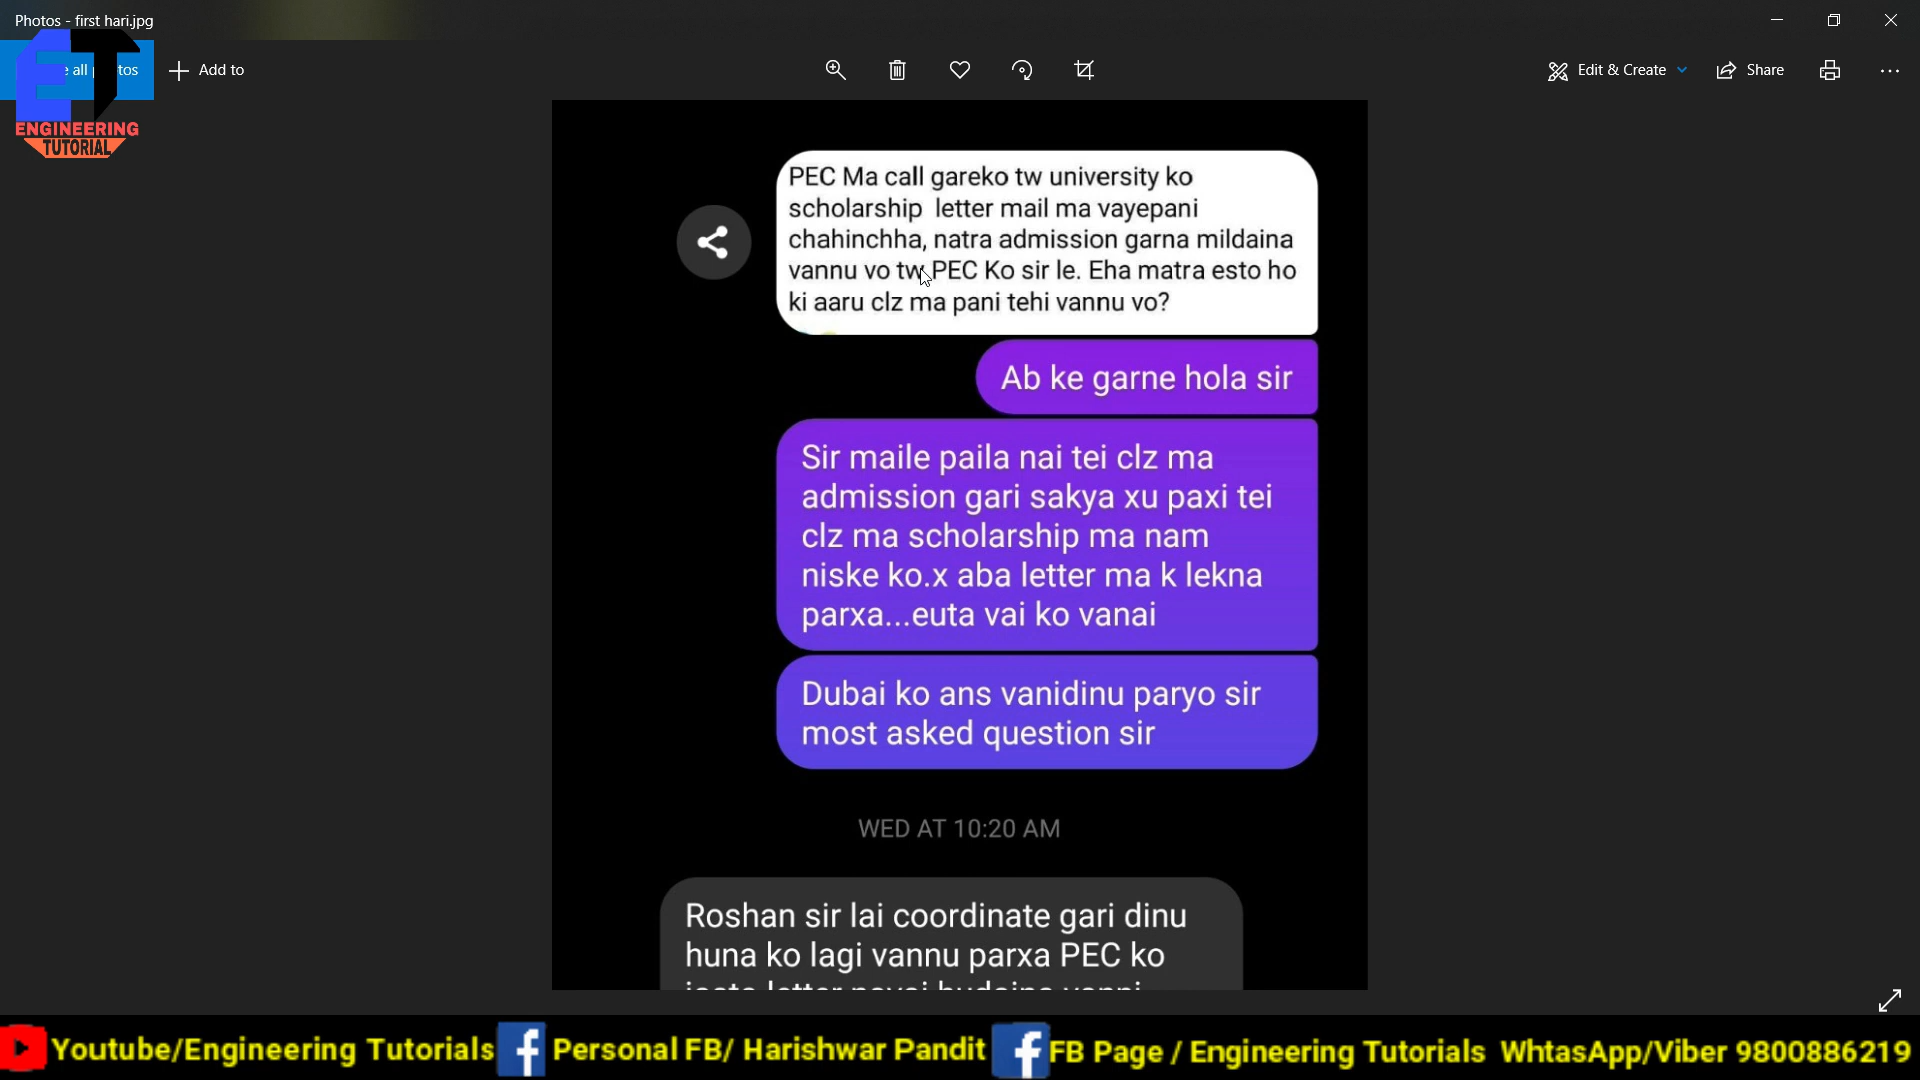 Photos - first hari.jpg
Add to
Edit & Create
Share
ET
ENGINEERING
TUTORIAL
PEC Ma call gareko tw university ko
scholarship letter mail ma vayepani
chahinchha, natra admission garna mildaina
vannu vo tw PEC Ko sir le. Eha matra esto ho
ki aaru clz ma pani tehi vannu vo?
Ab ke garne hola sir
Sir maile paila nai tei clz ma
admission gari sakya xu paxi tei
clz ma scholarship ma nam
niske ko.x aba letter ma k lekna
parxa...euta vai ko vanai
Dubai ko ans vanidinu paryo sir
most asked question sir
WED AT 10:20 AM
Roshan sir lai coordinate gari dinu
huna ko lagi vannu parxa PEC ko
Youtube/Engineering Tutorials Personal FB/ Harishwar Pandit FB Page / Engineering Tutorials WhtasApp/Viber 9800886219